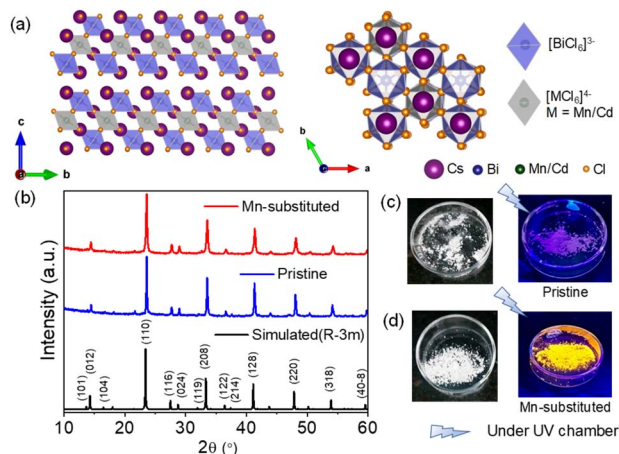 (a)
c
a
b
b
a
[BiCl₆]³⁻
[MCl₆]⁴⁻
M = Mn/Cd
Cs
Bi
Mn/Cd
Cl
(b)
Intensity (a.u.)
Mn-substituted
Pristine
Simulated(R-3m)
(101)
(012)
(104)
(110)
(116)
(024)
(119)
(208)
(122)
(214)
(128)
(220)
(318)
(40-8)
10
20
30
40
50
60
2θ (°)
(c)
Pristine
(d)
Mn-substituted
Under UV chamber